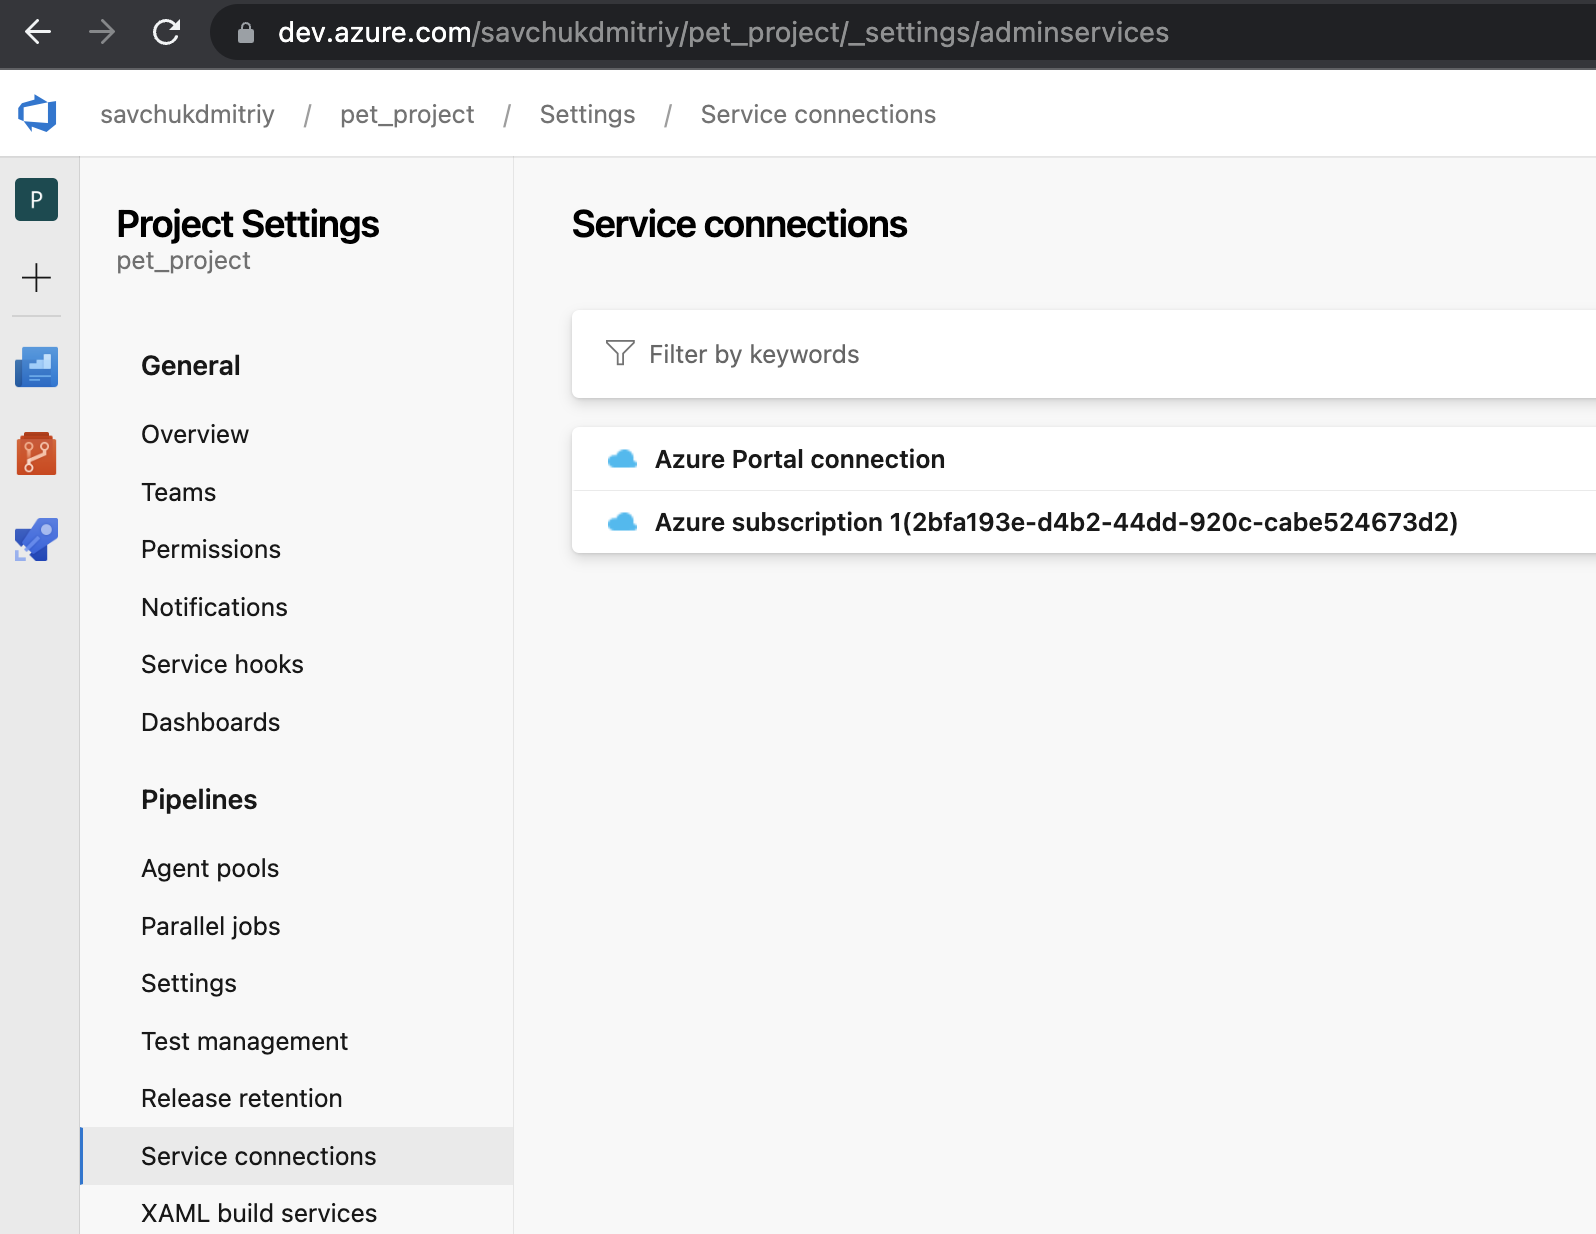 dev.azure.com/savchukdmitriy/pet_project/_settings/adminservices
savchukdmitriy / pet_project / Settings / Service connections
P
Project Settings
pet_project
General
Overview
Teams
Permissions
Notifications
Service hooks
Dashboards
Pipelines
Agent pools
Parallel jobs
Settings
Test management
Release retention
Service connections
XAML build services
Service connections
Filter by keywords
Azure Portal connection
Azure subscription 1(2bfa193e-d4b2-44dd-920c-cabe524673d2)